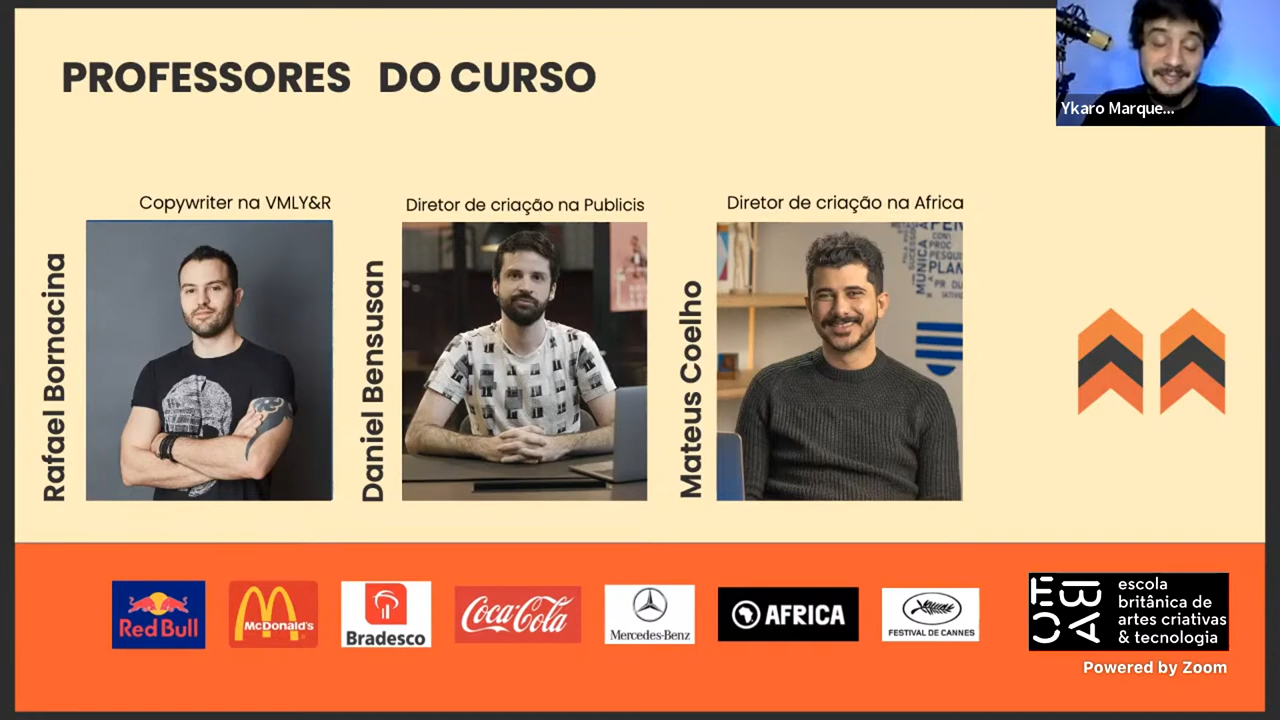 PROFESSORES DO CURSO
Ykaro Marque...
Copywriter na VMLY&R
Rafael Bornacina
Diretor de criação na Publicis
Daniel Bensusan
Diretor de criação na Africa
Mateus Coelho
Red Bull
McDonald's
Bradesco
Coca-Cola
Mercedes-Benz
AFRICA
FESTIVAL DE CANNES
EBAC
escola
britânica de
artes criativas
& tecnologia
Powered by Zoom